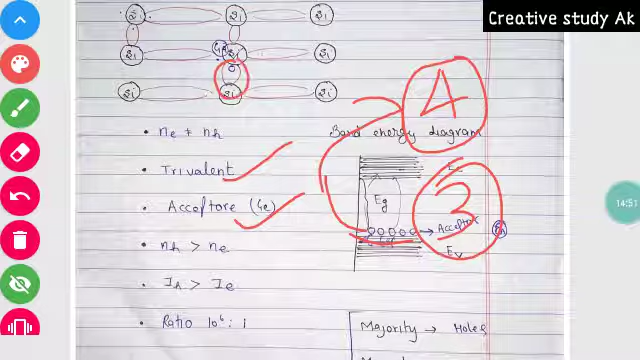 Creative study Ak
Si Si Si
Si Si Si
Si Si Si
4
• ne ≠ nh
Band energy diagram
• Trivalent
Eg
3
• Acceptore (Ge)
→ Acceptor
• nh > ne
Ev
• Ih > Ie
• Ratio 10⁶ : 1
Majority → Holes
14:51